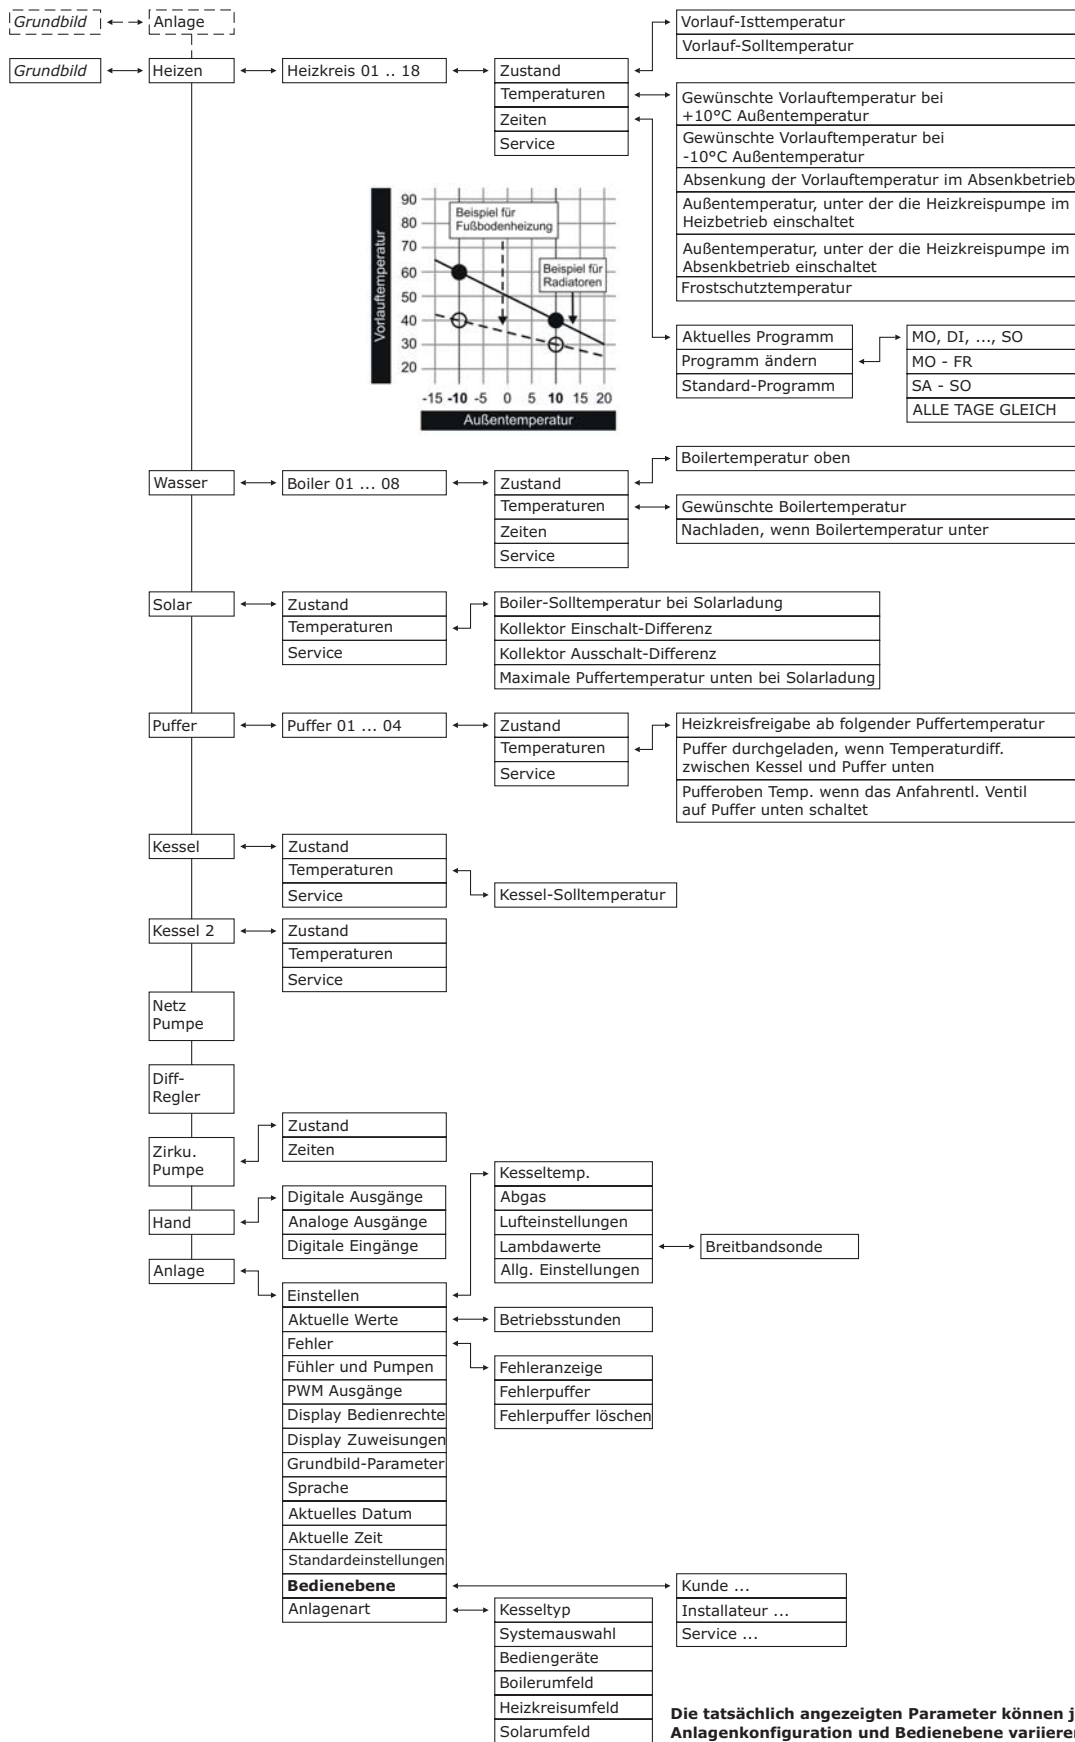 Grundbild
Anlage
Grundbild
Heizen
Heizkreis 01 .. 18
Zustand
Temperaturen
Zeiten
Service
Vorlauf-Isttemperatur
Vorlauf-Solltemperatur
Gewünschte Vorlauftemperatur bei
+10°C Außentemperatur
Gewünschte Vorlauftemperatur bei
-10°C Außentemperatur
Absenkung der Vorlauftemperatur im Absenkbetrieb
Außentemperatur, unter der die Heizkreispumpe im
Heizbetrieb einschaltet
Außentemperatur, unter der die Heizkreispumpe im
Absenkbetrieb einschaltet
Frostschutztemperatur
Vorlauftemperatur
90
80
70
60
50
40
30
20
Beispiel für
Fußbodenheizung
Beispiel für
Radiatoren
-15 -10 -5 0 5 10 15 20
Außentemperatur
Aktuelles Programm
Programm ändern
Standard-Programm
MO, DI, ..., SO
MO - FR
SA - SO
ALLE TAGE GLEICH
Wasser
Boiler 01 ... 08
Zustand
Temperaturen
Zeiten
Service
Boilertemperatur oben
Gewünschte Boilertemperatur
Nachladen, wenn Boilertemperatur unter
Solar
Zustand
Temperaturen
Service
Boiler-Solltemperatur bei Solarladung
Kollektor Einschalt-Differenz
Kollektor Ausschalt-Differenz
Maximale Puffertemperatur unten bei Solarladung
Puffer
Puffer 01 ... 04
Zustand
Temperaturen
Service
Heizkreisfreigabe ab folgender Puffertemperatur
Puffer durchgeladen, wenn Temperaturdiff.
zwischen Kessel und Puffer unten
Pufferoben Temp. wenn das Anfahrentl. Ventil
auf Puffer unten schaltet
Kessel
Zustand
Temperaturen
Service
Kessel-Solltemperatur
Kessel 2
Zustand
Temperaturen
Service
Netz
Pumpe
Diff-
Regler
Zirku.
Pumpe
Zustand
Zeiten
Hand
Digitale Ausgänge
Analoge Ausgänge
Digitale Eingänge
Anlage
Einstellen
Aktuelle Werte
Fehler
Fühler und Pumpen
PWM Ausgänge
Display Bedienrechte
Display Zuweisungen
Grundbild-Parameter
Sprache
Aktuelles Datum
Aktuelle Zeit
Standardeinstellungen
Bedienebene
Anlagenart
Kesseltemp.
Abgas
Lufteinstellungen
Lambdawerte
Allg. Einstellungen
Breitbandsonde
Betriebsstunden
Fehleranzeige
Fehlerpuffer
Fehlerpuffer löschen
Kunde ...
Installateur ...
Service ...
Kesseltyp
Systemauswahl
Bediengeräte
Boilerumfeld
Heizkreisumfeld
Solarumfeld
Die tatsächlich angezeigten Parameter können j
Anlagenkonfiguration und Bedienebene variieren